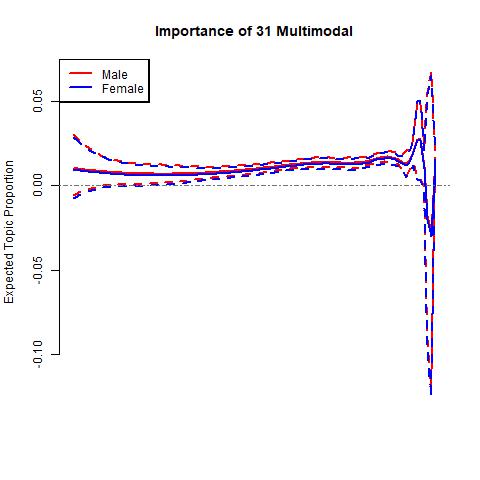 Importance of 31 Multimodal
Male
Female
Expected Topic Proportion
0.05
0.00
-0.05
-0.10